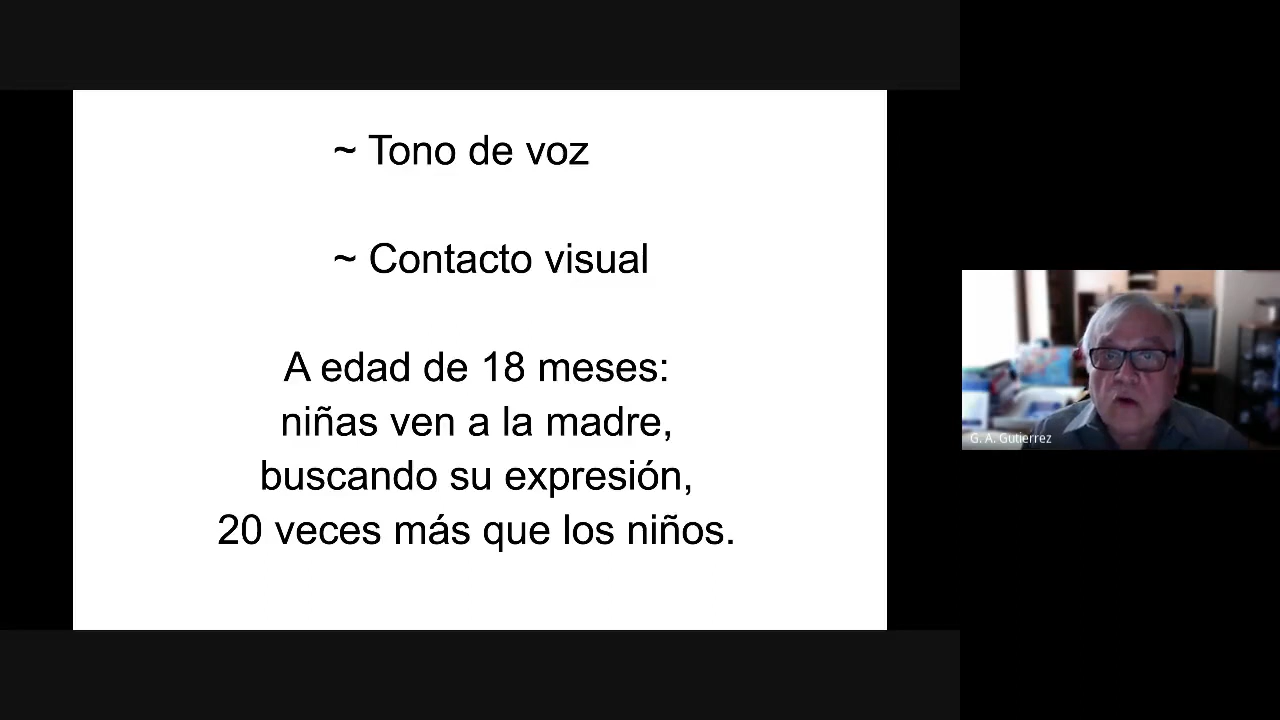 ~ Tono de voz
~ Contacto visual
A edad de 18 meses:
niñas ven a la madre,
buscando su expresión,
20 veces más que los niños.
G. A. Gutierrez